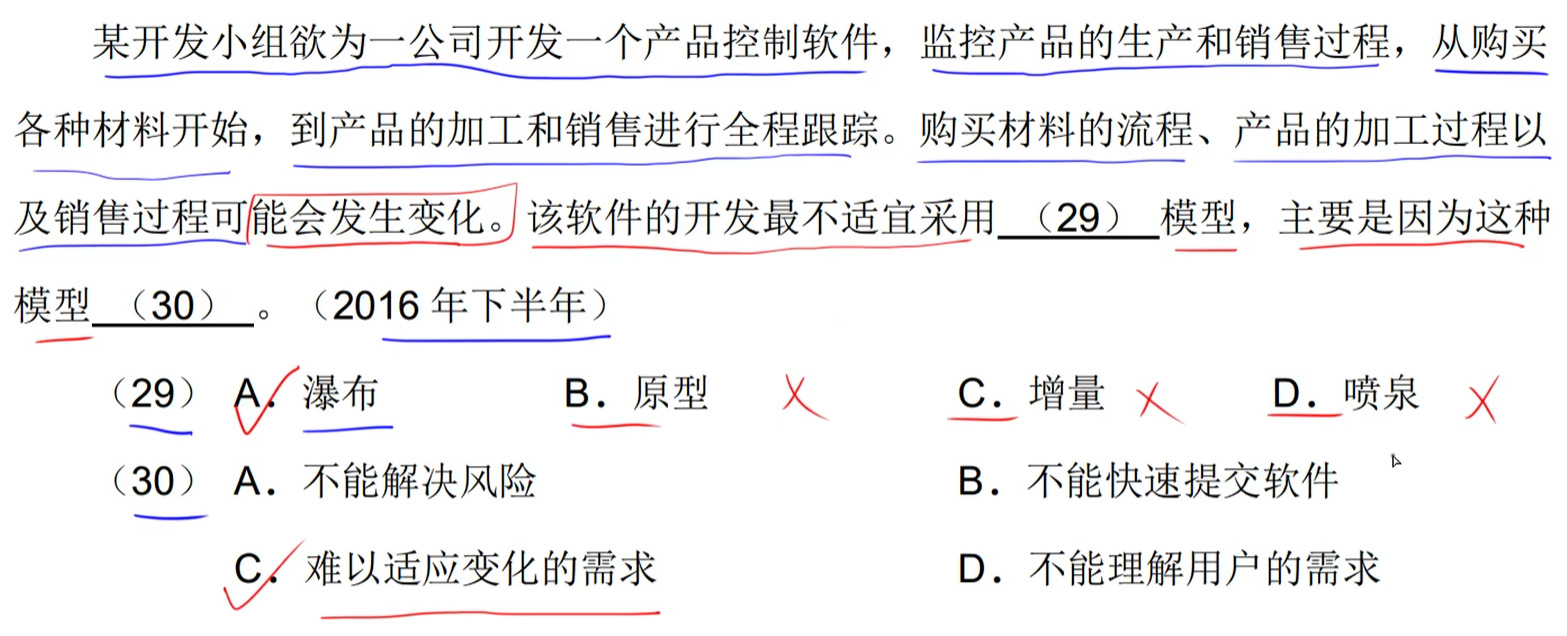 某开发小组欲为一公司开发一个产品控制软件，监控产品的生产和销售过程，从购买
各种材料开始，到产品的加工和销售进行全程跟踪。购买材料的流程、产品的加工过程以
及销售过程可能会发生变化。该软件的开发最不适宜采用（29）模型，主要是因为这种
模型（30）。（2016 年下半年）
（29） A．瀑布 B．原型 C．增量 D．喷泉
（30） A．不能解决风险 B．不能快速提交软件
C．难以适应变化的需求 D．不能理解用户的需求